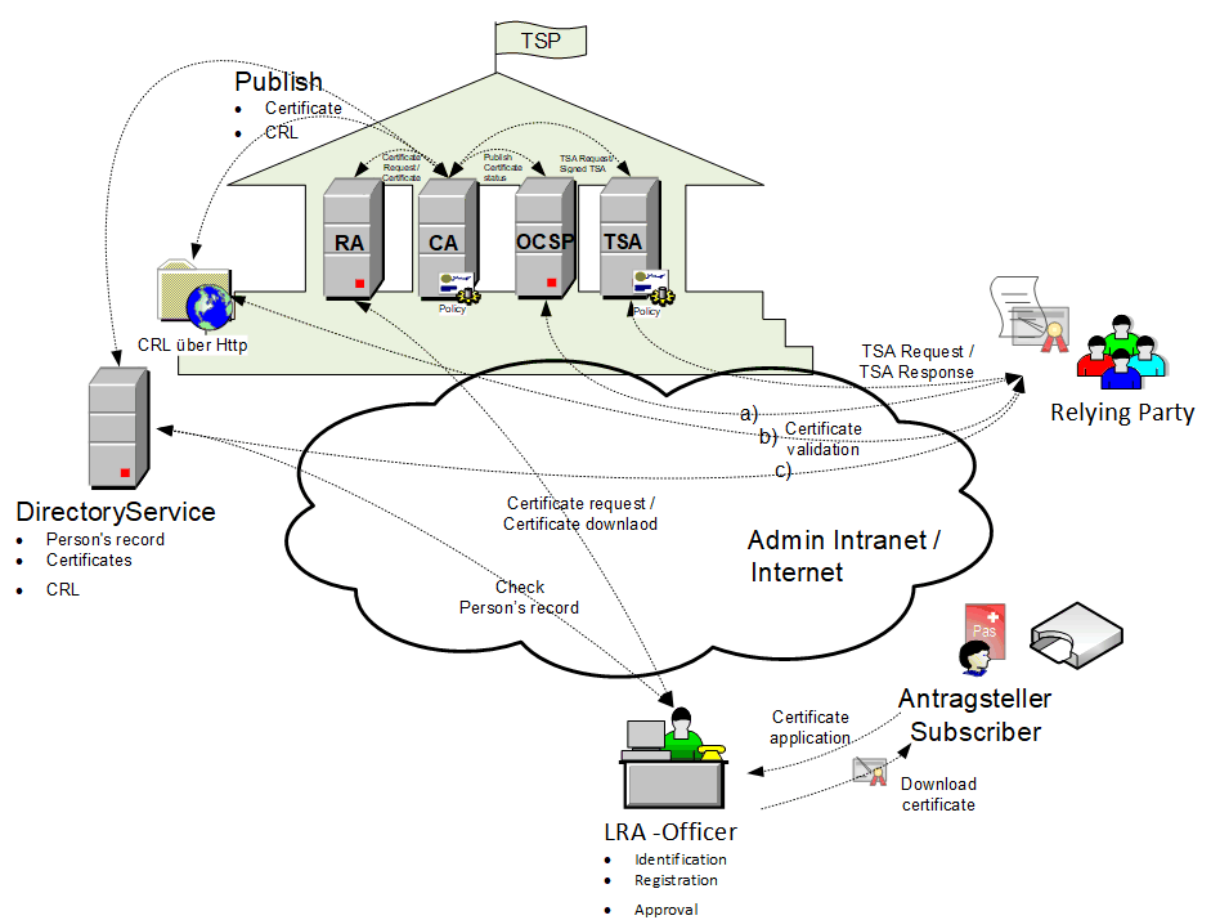 TSP
Publish
• Certificate
• CRL
Certificate
Request/
Certificate
Publish
Certificate
status
TSA Request/
Signed TSA
RA
CA
OCSP
TSA
Policy
Policy
CRL über Http
TSA Request /
TSA Response
Relying Party
a)
b)
c)
Certificate
validation
DirectoryService
• Person's record
• Certificates
• CRL
Certificate request /
Certificate downlaod
Admin Intranet /
Internet
Check
Person's record
Pas
Antragsteller
Subscriber
Certificate
application
Download
certificate
LRA -Officer
• Identification
• Registration
• Approval